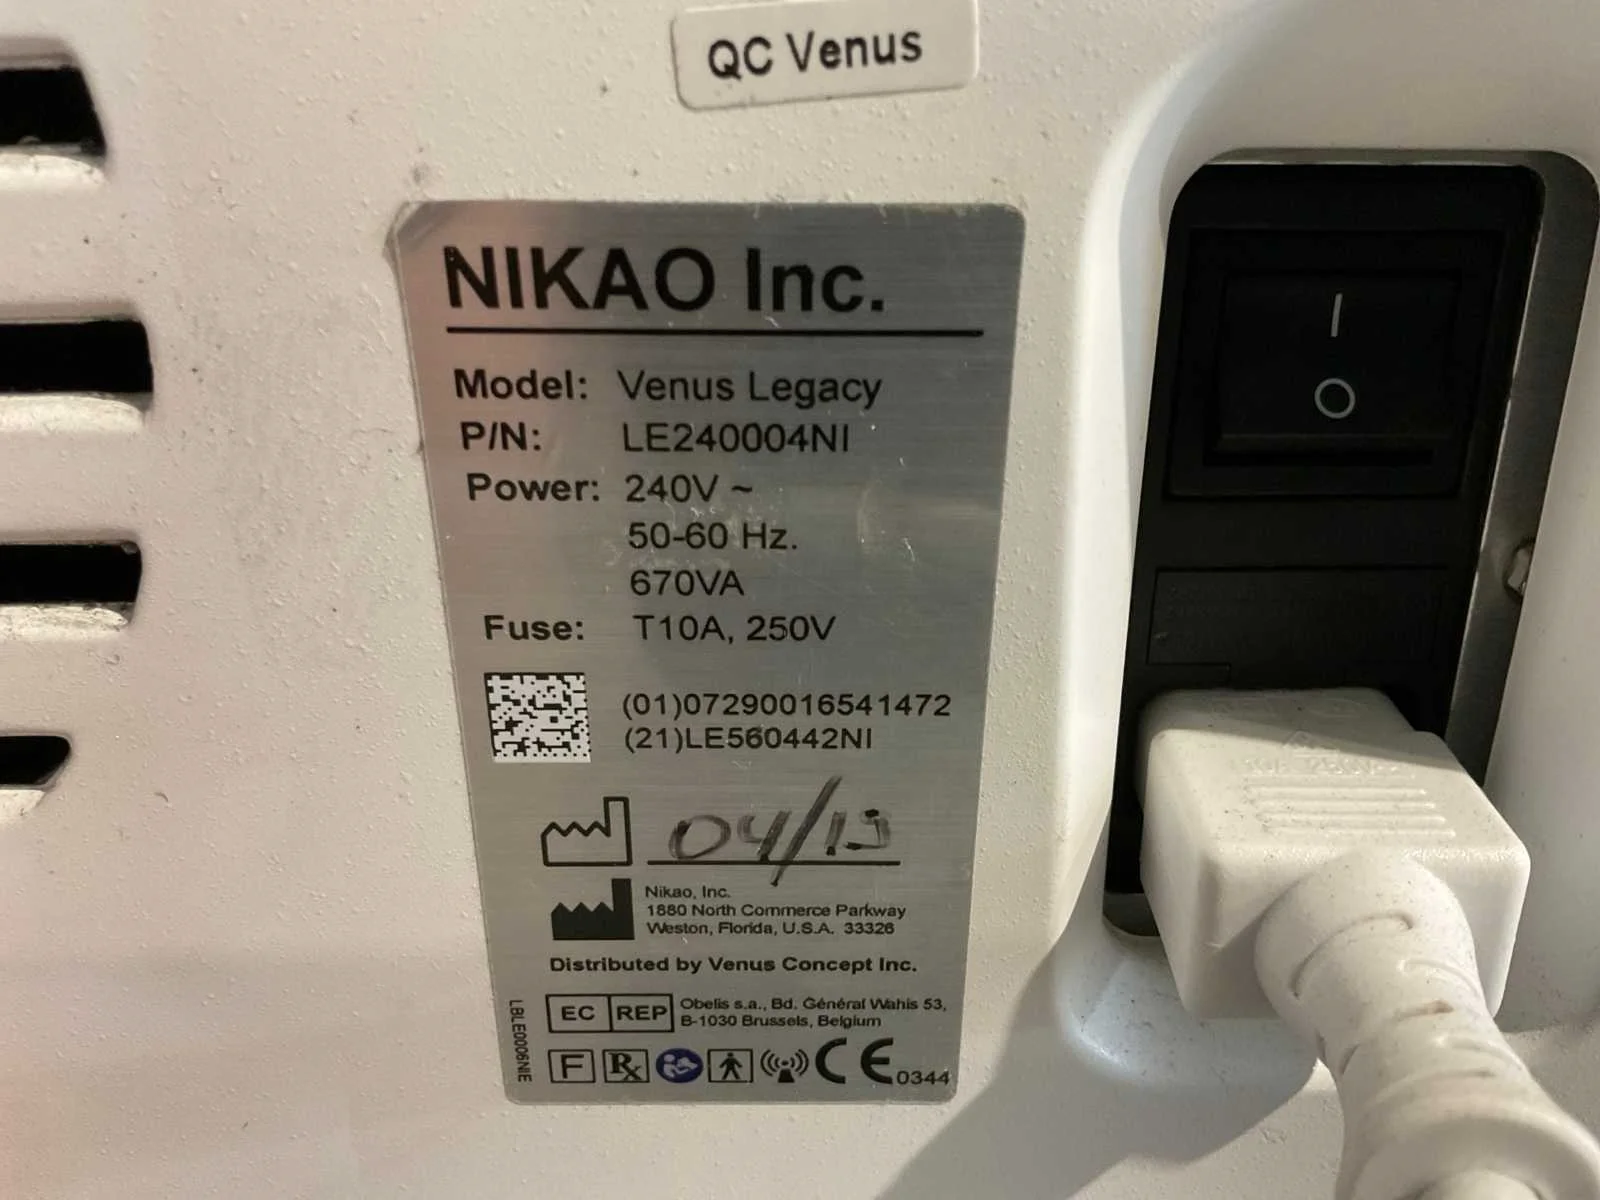 QC Venus
NIKAO Inc.
Model: Venus Legacy
P/N: LE240004NI
Power: 240V ~
50-60 Hz.
670VA
Fuse: T10A, 250V
(01)07290016541472
(21)LE560442NI
04/19
Nikao, Inc.
1880 North Commerce Parkway
Weston, Florida, U.S.A. 33326
Distributed by Venus Concept Inc.
EC REP
Obelis s.a., Bd. Général Wahis 53,
B-1030 Brussels, Belgium
LBLE0006NIE
F Rx CE 0344